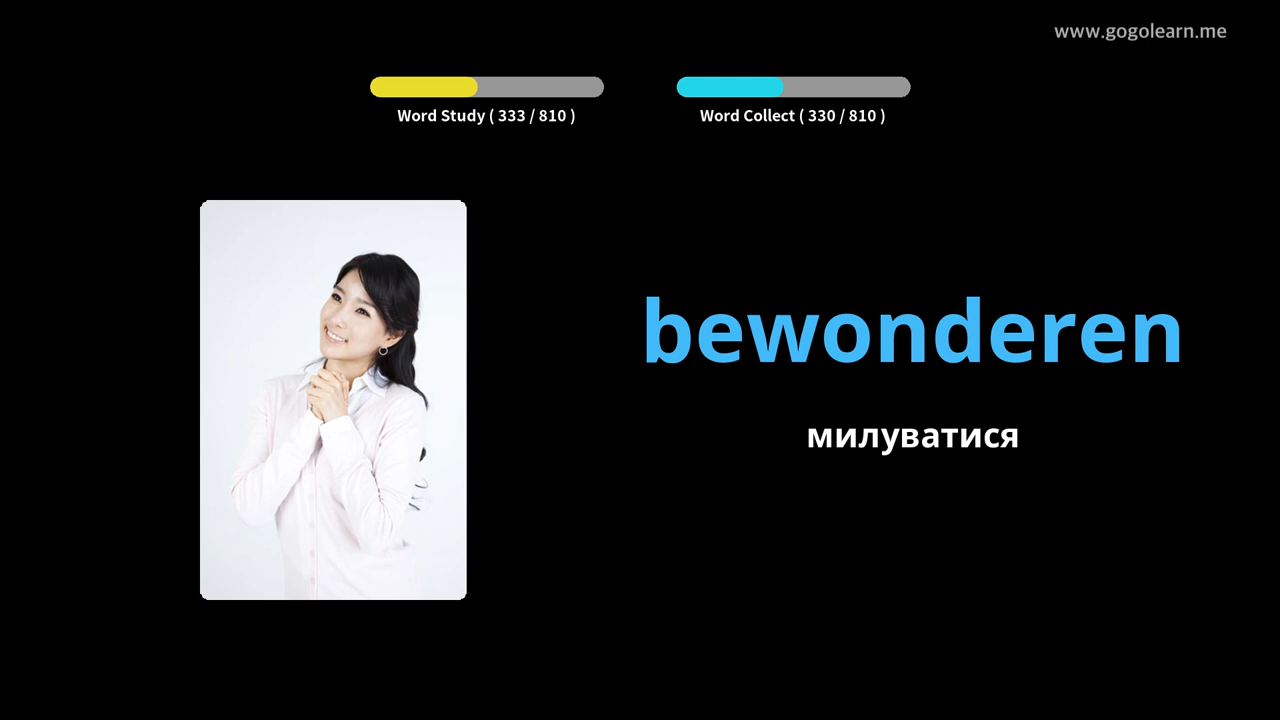 www.gogolearn.me
Word Study ( 333 / 810 )
Word Collect ( 330 / 810 )
bewonderen
милуватися